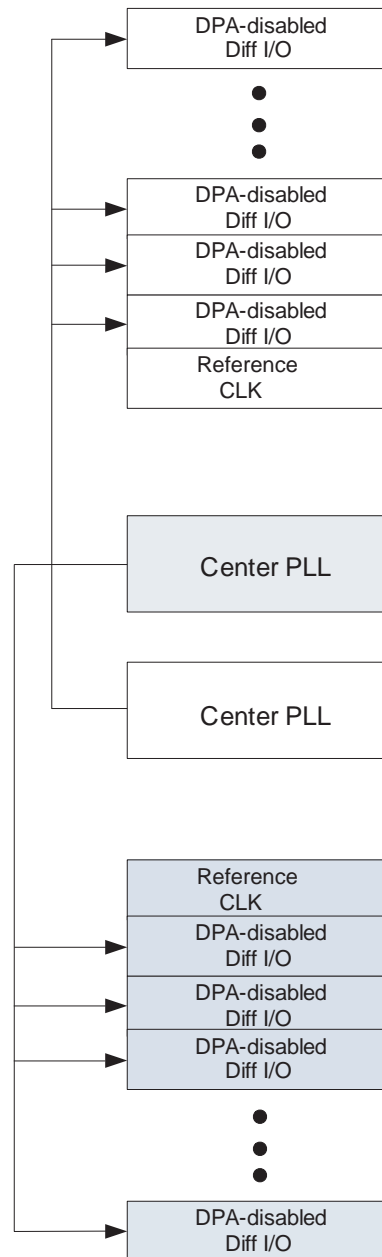 DPA-disabled
Diff I/O
DPA-disabled
Diff I/O
DPA-disabled
Diff I/O
DPA-disabled
Diff I/O
Reference
CLK
Center PLL
Center PLL
Reference
CLK
DPA-disabled
Diff I/O
DPA-disabled
Diff I/O
DPA-disabled
Diff I/O
DPA-disabled
Diff I/O